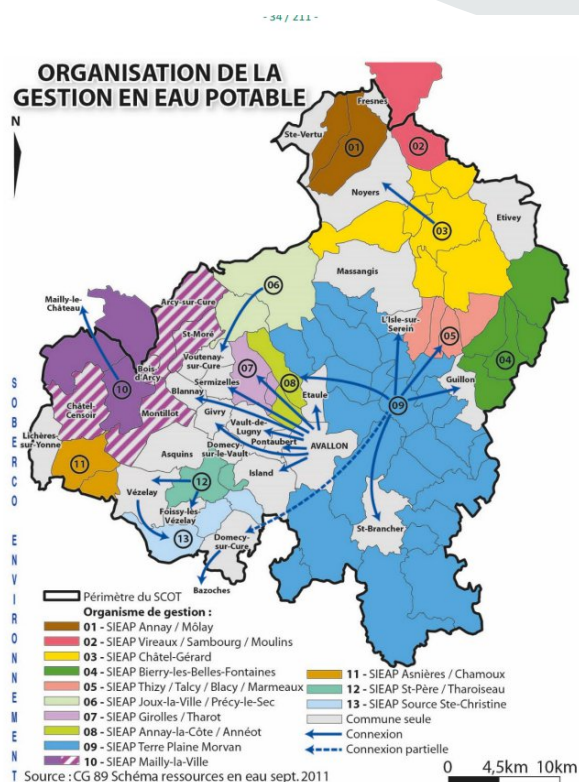 - 34 / 211 -
ORGANISATION DE LA
GESTION EN EAU POTABLE
N
Fresnes
Ste-Vertu
01
02
Noyers
03
Etivey
Massangis
Mailly-le-
Château
Arcy-sur-Cure
06
St-Moré
L'Isle-sur-
Serein
05
Voutenay-
sur-Cure
Bois
d'Arcy
Sermizelles
07
08
04
10
Blannay
Etaule
09
Guillon
Châtel-
Censoir
Montillot
Givry
Vault-de-
Lugny
Lichères
-sur-Yonne
Pontaubert
AVALLON
11
Asquins
Domecy
-sur-le-Vault
Island
12
Vézelay
Foissy-lès
Vézelay
St-Brancher
13
Domecy-
sur-Cure
Bazoches
SOBERCO ENVIRONNEMENT
Périmètre du SCOT
Organisme de gestion :
01 - SIEAP Annay / Môlay
02 - SIEAP Vireaux / Sambourg / Moulins
03 - SIEAP Châtel-Gérard
04 - SIEAP Bierry-les-Belles-Fontaines
05 - SIEAP Thizy / Talcy / Blacy / Marmeaux
06 - SIEAP Joux-la-Ville / Précy-le-Sec
07 - SIEAP Girolles / Tharot
08 - SIEAP Annay-la-Côte / Annéot
09 - SIEAP Terre Plaine Morvan
10 - SIEAP Mailly-la-Ville
11 - SIEAP Asnières / Chamoux
12 - SIEAP St-Père / Tharoiseau
13 - SIEAP Source Ste-Christine
Commune seule
Connexion
Connexion partielle
Source : CG 89 Schéma ressources en eau sept. 2011
0 4,5km 10km